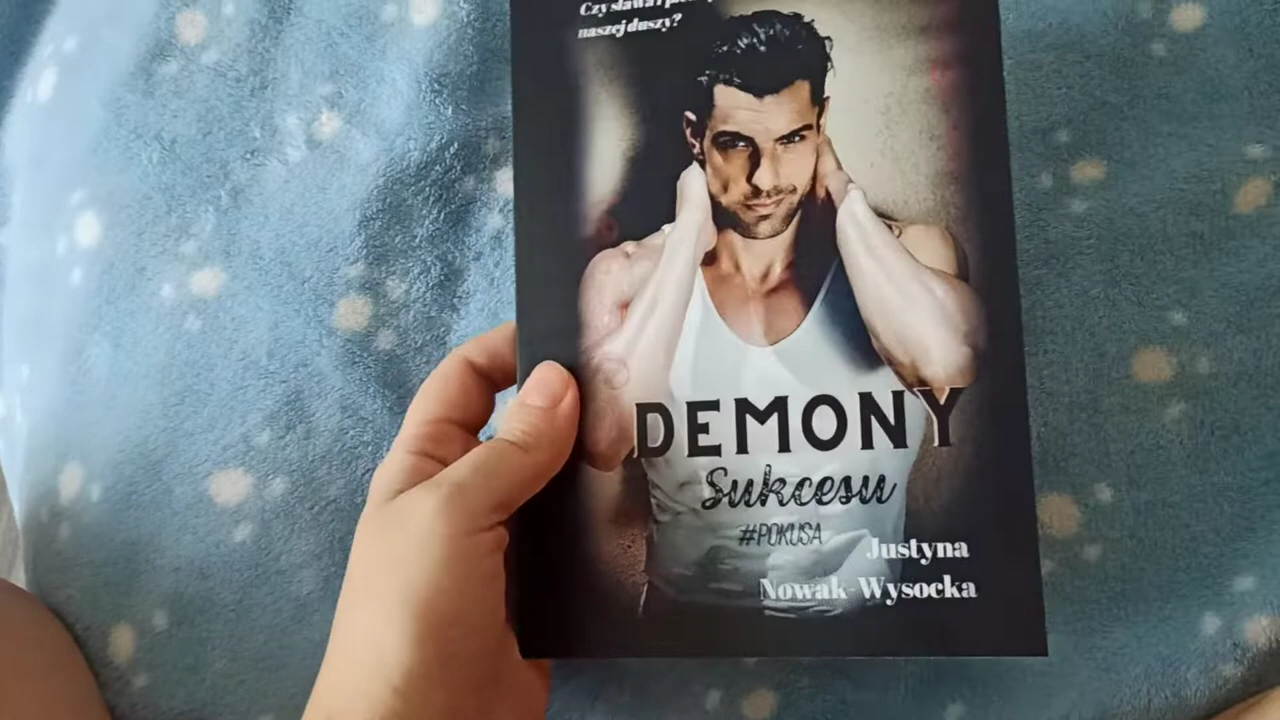 Czy sława i
naszej duszy?
DEMONY
Sukcesu
#POKUSA
Justyna
Nowak-Wysocka